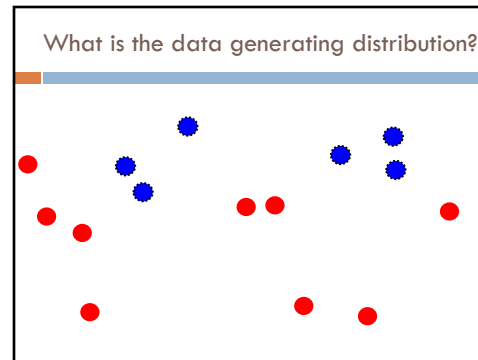 What is the data generating distribution?